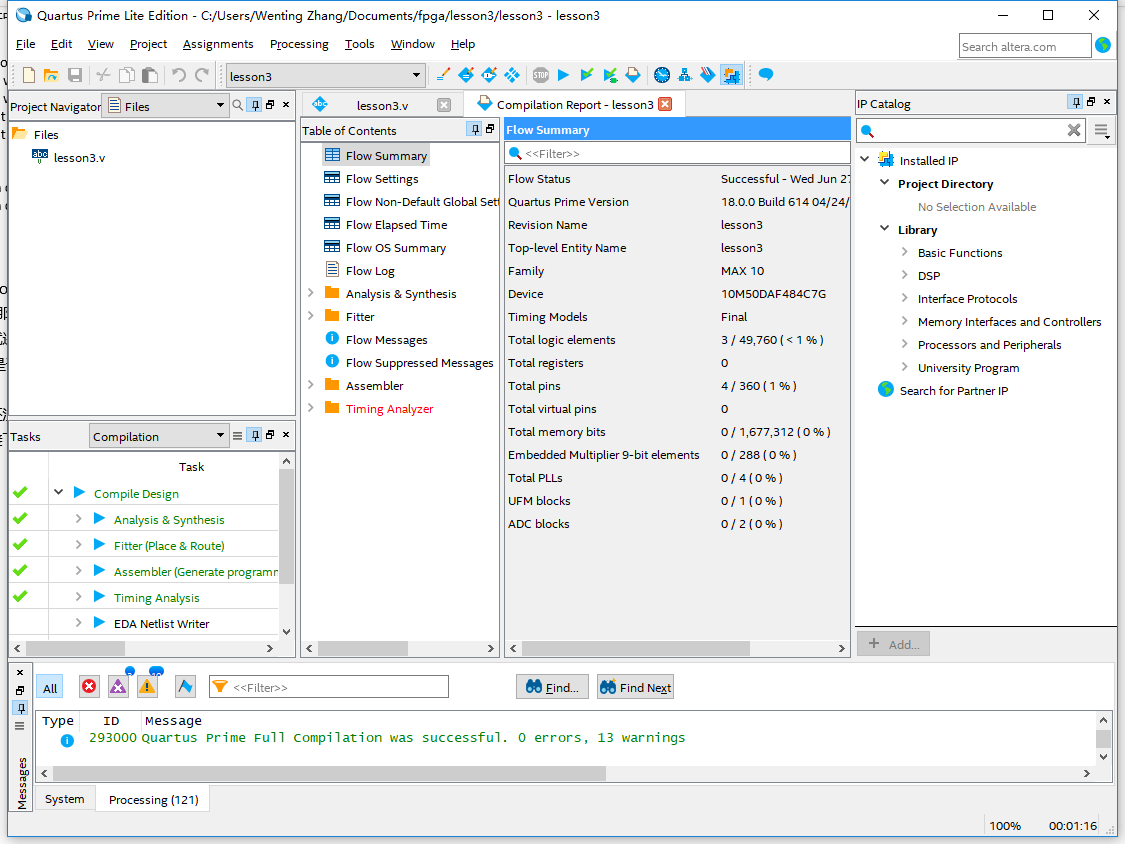 Quartus Prime Lite Edition - C:/Users/Wenting Zhang/Documents/fpga/lesson3/lesson3 - lesson3
File Edit View Project Assignments Processing Tools Window Help
Search altera.com
lesson3
STOP
Project Navigator Files
Files
abc lesson3.v
abc lesson3.v
Compilation Report - lesson3
Table of Contents
Flow Summary
Flow Settings
Flow Non-Default Global Sett
Flow Elapsed Time
Flow OS Summary
Flow Log
Analysis & Synthesis
Fitter
Flow Messages
Flow Suppressed Messages
Assembler
Timing Analyzer
Flow Summary
<<Filter>>
Flow Status Successful - Wed Jun 27
Quartus Prime Version 18.0.0 Build 614 04/24/
Revision Name lesson3
Top-level Entity Name lesson3
Family MAX 10
Device 10M50DAF484C7G
Timing Models Final
Total logic elements 3 / 49,760 ( < 1 % )
Total registers 0
Total pins 4 / 360 ( 1 % )
Total virtual pins 0
Total memory bits 0 / 1,677,312 ( 0 % )
Embedded Multiplier 9-bit elements 0 / 288 ( 0 % )
Total PLLs 0 / 4 ( 0 % )
UFM blocks 0 / 1 ( 0 % )
ADC blocks 0 / 2 ( 0 % )
IP Catalog
Installed IP
Project Directory
No Selection Available
Library
Basic Functions
DSP
Interface Protocols
Memory Interfaces and Controllers
Processors and Peripherals
University Program
Search for Partner IP
+ Add...
Tasks Compilation
Task
Compile Design
Analysis & Synthesis
Fitter (Place & Route)
Assembler (Generate programm
Timing Analysis
EDA Netlist Writer
All <<Filter>> Find... Find Next
Type ID Message
293000 Quartus Prime Full Compilation was successful. 0 errors, 13 warnings
Messages
System Processing (121)
100% 00:01:16